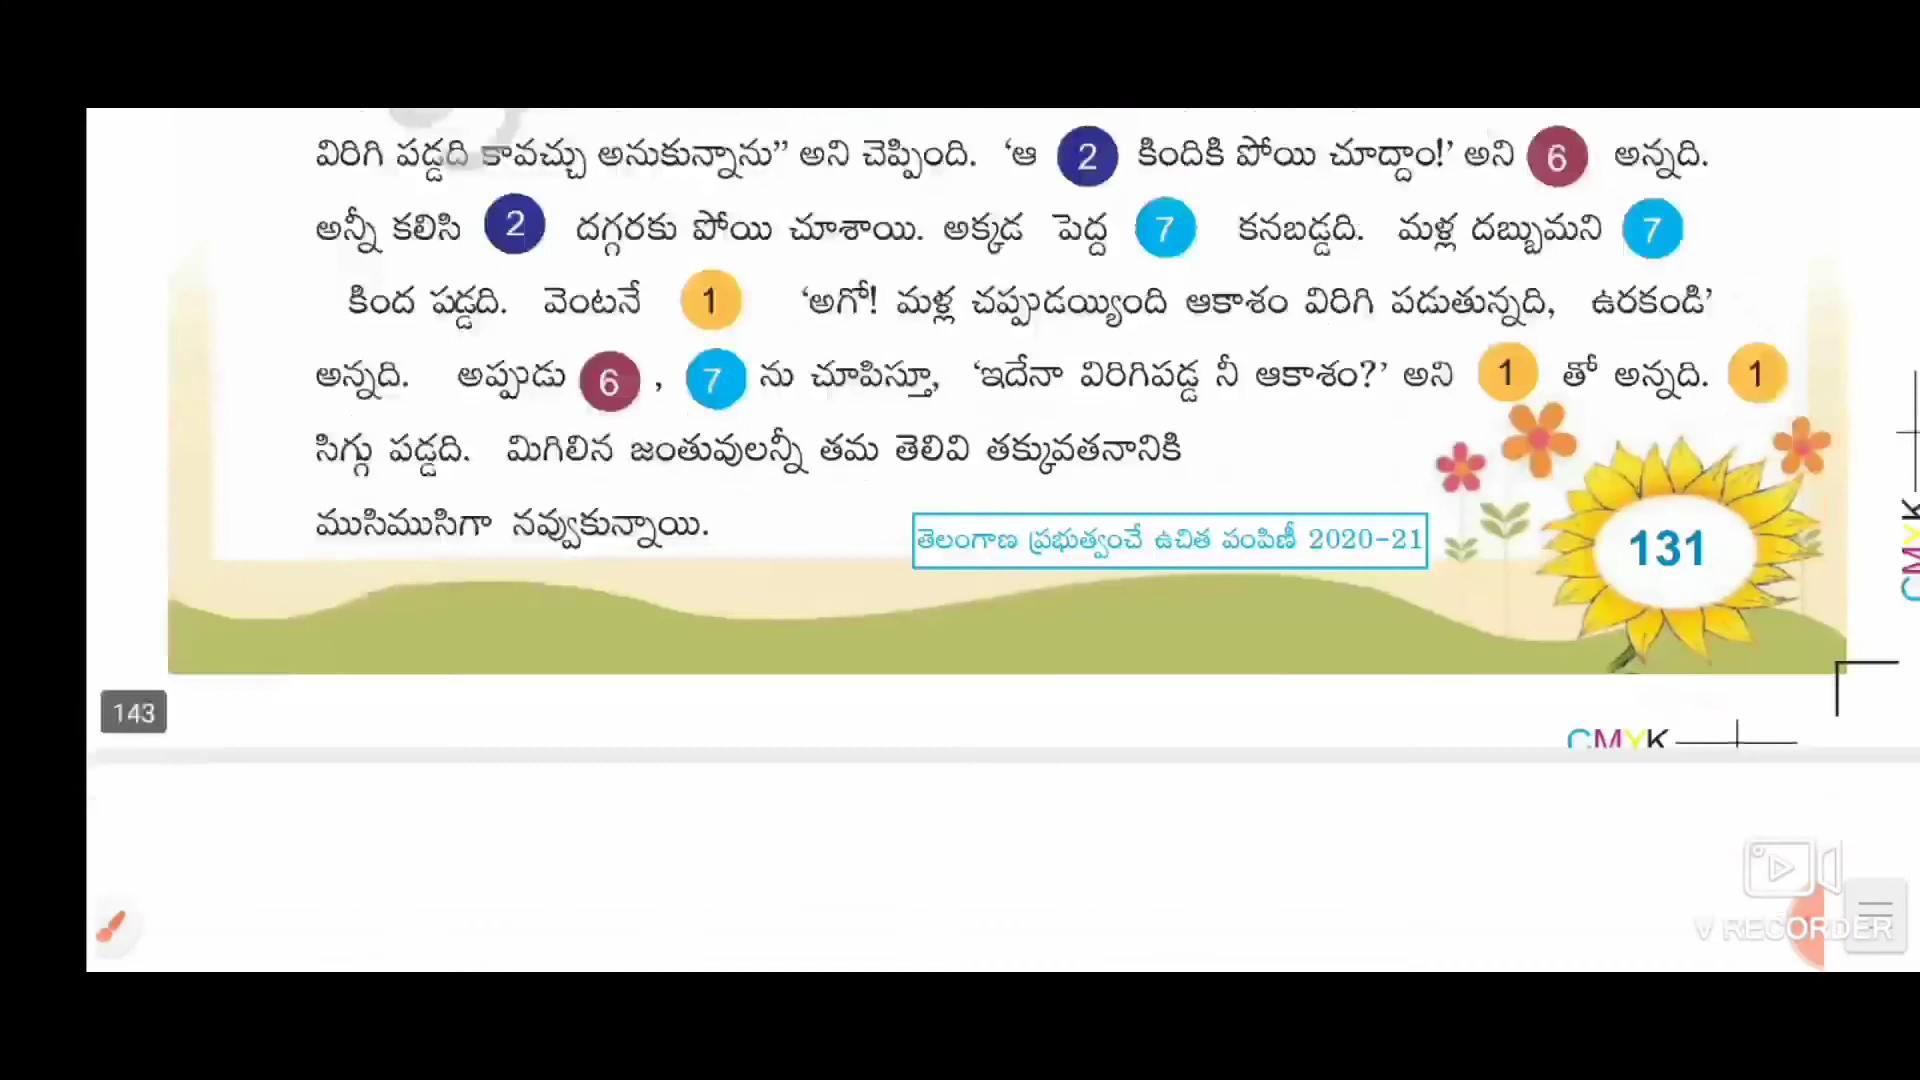 విరిగి పడ్డది కావచ్చు అనుకున్నాను” అని చెప్పింది. ‘ఆ 2 కిందికి పోయి చూద్దాం!’ అని 6 అన్నది.
అన్నీ కలిసి 2 దగ్గరకు పోయి చూశాయి. అక్కడ పెద్ద 7 కనబడ్డది. మళ్ల దబ్బుమని 7
కింద పడ్డది. వెంటనే 1 ‘అగో! మళ్ల చప్పుడయ్యింది ఆకాశం విరిగి పడుతున్నది, ఉరకండి’
అన్నది. అప్పుడు 6 , 7 ను చూపిస్తూ, ‘ఇదేనా విరిగిపడ్డ నీ ఆకాశం?’ అని 1 తో అన్నది. 1
సిగ్గు పడ్డది. మిగిలిన జంతువులన్నీ తమ తెలివి తక్కువతనానికి
ముసిముసిగా నవ్వుకున్నాయి.
తెలంగాణ ప్రభుత్వంచే ఉచిత పంపిణీ 2020-21
131
CMYK
143
CMYK
V RECORDER